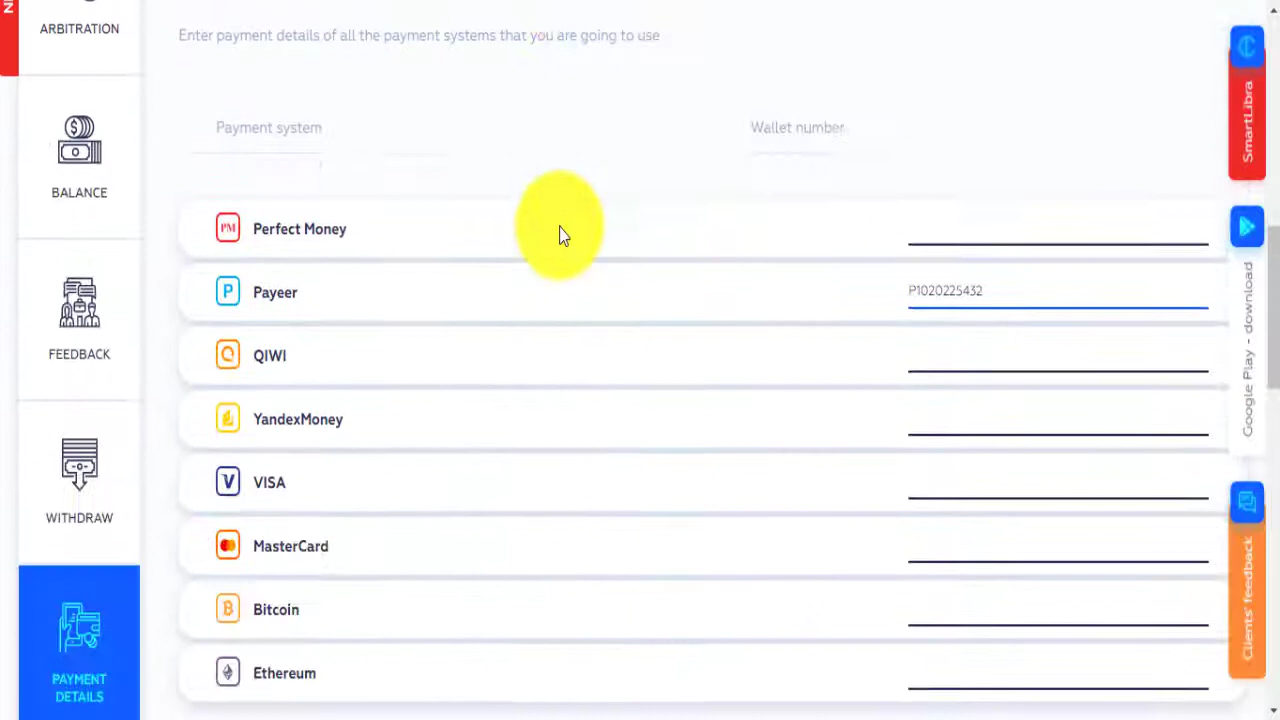 ARBITRATION
Enter payment details of all the payment systems that you are going to use
Payment system
Wallet number
BALANCE
PM Perfect Money
P Payeer
P1020225432
FEEDBACK
QIWI
YandexMoney
VISA
WITHDRAW
MasterCard
Bitcoin
Ethereum
PAYMENT
DETAILS
SmartLibra
Google Play - download
Clients' feedback